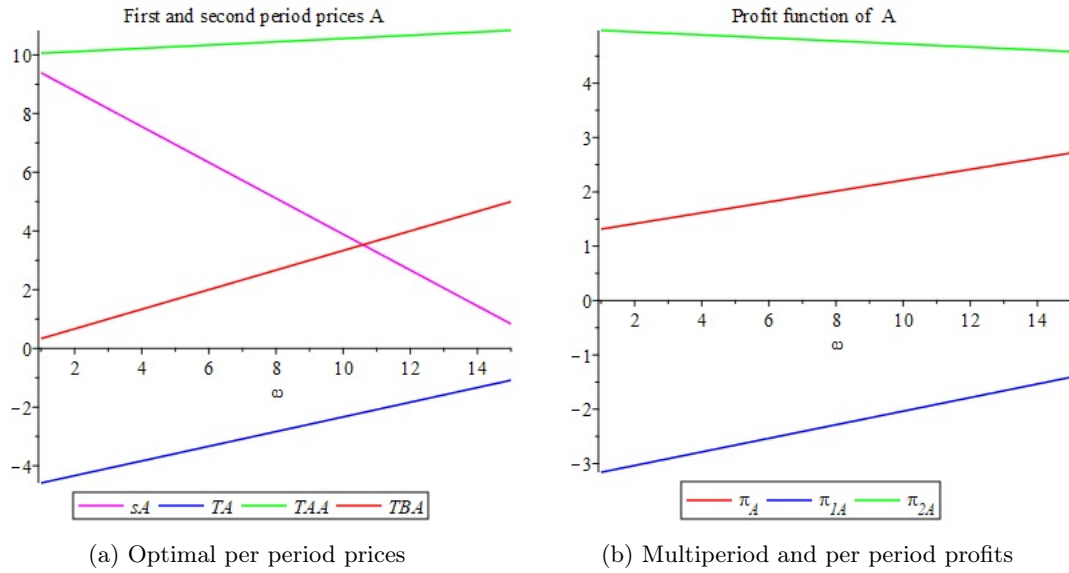 First and second period prices A
10
8
6
4
2
0
−2
−4
2 4 6 8 10 12 14
ω
sA TA TAA TBA
(a) Optimal per period prices
Profit function of A
4
3
2
1
0
−1
−2
−3
2 4 6 8 10 12 14
ω
π_A π_1A π_2A
(b) Multiperiod and per period profits